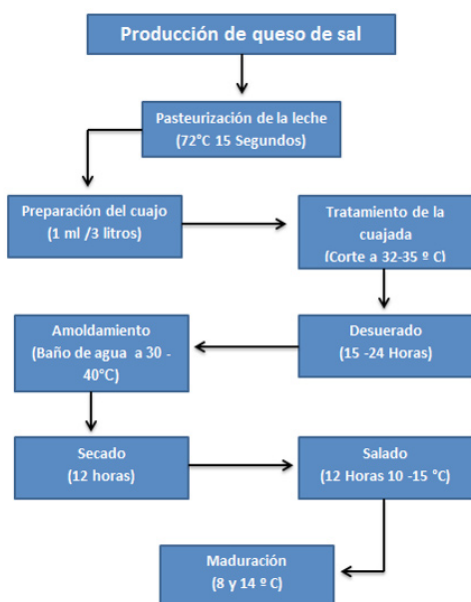 Producción de queso de sal
Pasteurización de la leche
(72°C 15 Segundos)
Preparación del cuajo
(1 ml /3 litros)
Tratamiento de la
cuajada
(Corte a 32-35 º C)
Amoldamiento
(Baño de agua  a 30 -
40°C)
Desuerado
(15 -24 Horas)
Secado
(12 horas)
Salado
(12 Horas 10 -15 °C)
Maduración
(8 y 14 º C)